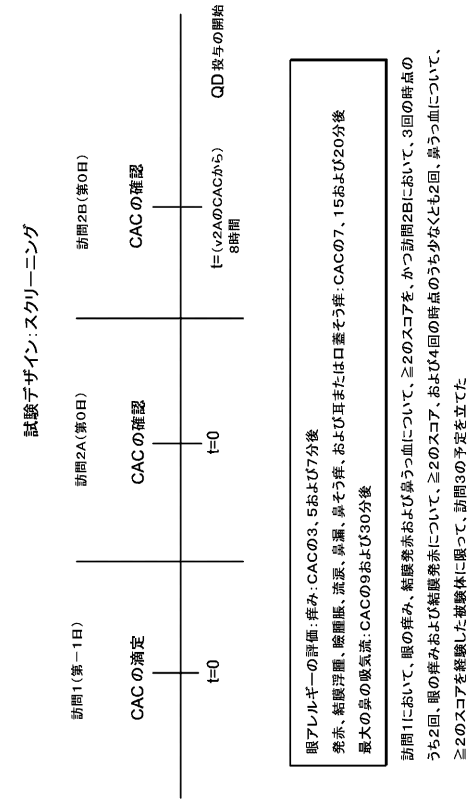 試験デザイン:スクリーニング
訪問1(第－1日)
訪問2A(第0日)
訪問2B(第0日)
CACの滴定
CACの確認
CACの確認
t=0
t=0
t=(v2AのCACから)
8時間
QD投与の開始
眼アレルギーの評価:痒み:CACの3、5および7分後
発赤、結膜浮腫、瞼腫脹、流涙、鼻漏、鼻そう痒、および耳または口蓋そう痒:CACの7、15および20分後
最大の鼻の吸気流:CACの9および30分後
訪問1において、眼の痒み、結膜発赤および鼻うっ血について、≧2のスコアを、かつ訪問2Bにおいて、3回の時点の
うち2回、眼の痒みおよび結膜発赤について、≧2のスコア、および4回の時点のうち少なくとも2回、鼻うっ血について、
≧2のスコアを経験した被験体に限って、訪問3の予定を立てた